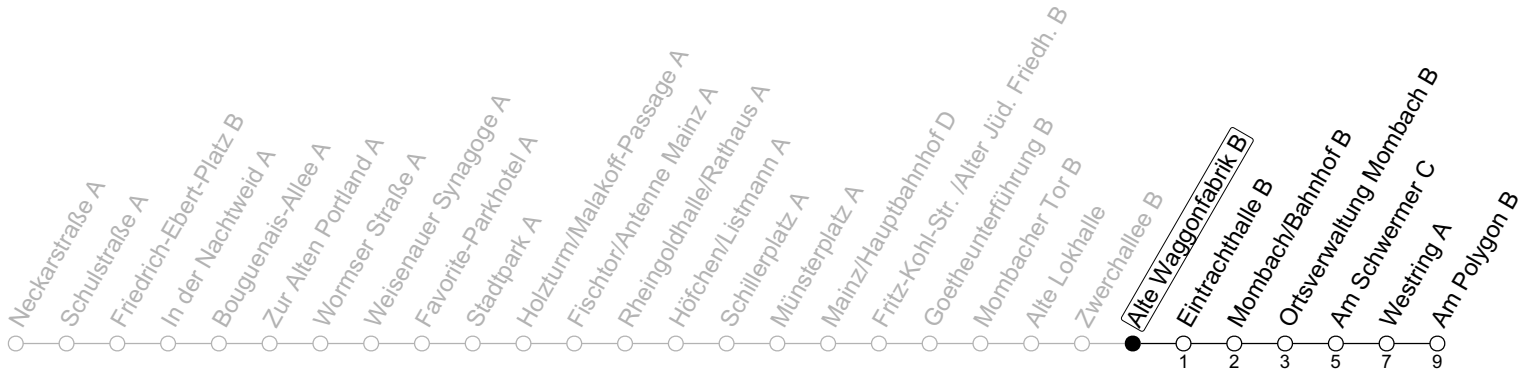 Neckarstraße A
Schulstraße A
Friedrich-Ebert-Platz B
In der Nachtweid A
Bouguenais-Allee A
Zur Alten Portland A
Wormser Straße A
Weisenauer Synagoge A
Favorite-Parkhotel A
Stadtpark A
Holzturm/Malakoff-Passage A
Fischtor/Antenne Mainz A
Rheingoldhalle/Rathaus A
Höfchen/Listmann A
Schillerplatz A
Münsterplatz A
Mainz/Hauptbahnhof D
Fritz-Kohl-Str. /Alter Jüd. Friedh. B
Goetheunterführung B
Mombacher Tor B
Alte Lokhalle
Zwerchallee B
Alte Waggonfabrik B
Eintrachthalle B
Mombach/Bahnhof B
Ortsverwaltung Mombach B
Am Schwermer C
Westring A
Am Polygon B
1 2 3 5 7 9